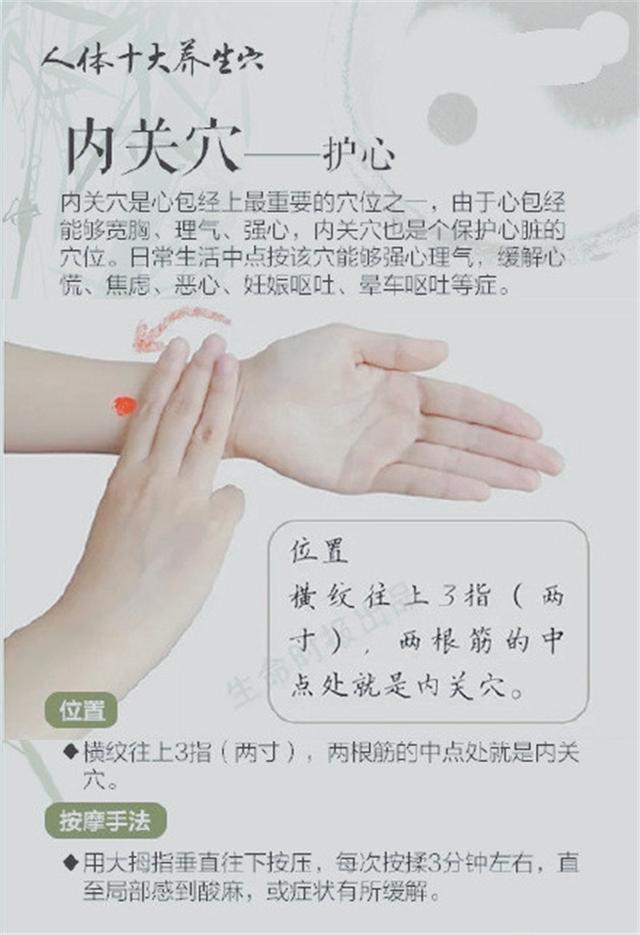 人体十大养生穴
内关穴——护心
内关穴是心包经上最重要的穴位之一，由于心包经
能够宽胸、理气、强心，内关穴也是个保护心脏的
穴位。日常生活中点按该穴能够强心理气，缓解心
慌、焦虑、恶心、妊娠呕吐、晕车呕吐等症。
位置
横纹往上3指（两
寸），两根筋的中
点处就是内关穴。
生命时报出品
位置
◆横纹往上3指（两寸），两根筋的中点处就是内关
穴。
按摩手法
◆用大拇指垂直往下按压，每次按揉3分钟左右，直
至局部感到酸麻，或症状有所缓解。